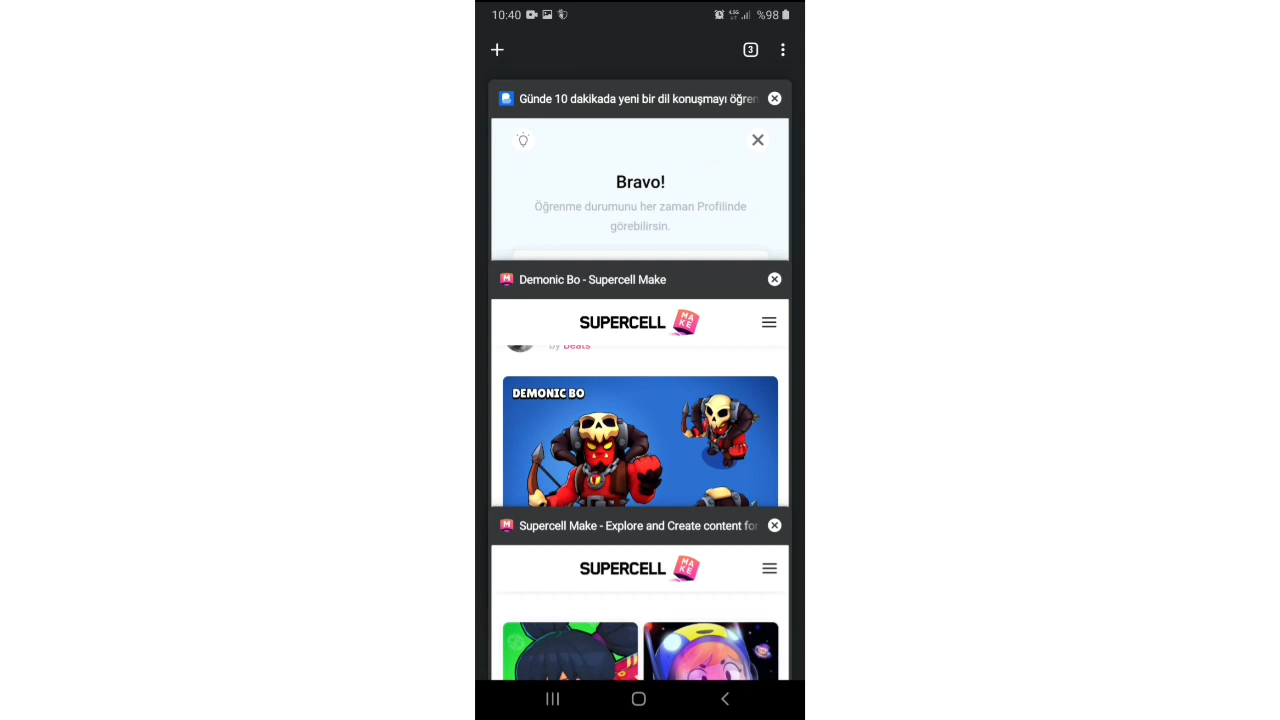 10:40
4.5G
%98
3
Günde 10 dakikada yeni bir dil konuşmayı öğren
Bravo!
Öğrenme durumunu her zaman Profilinde
görebilirsin.
M
Demonic Bo - Supercell Make
SUPERCELL MAKE
by Beats
DEMONIC BO
M
Supercell Make - Explore and Create content for
SUPERCELL MAKE